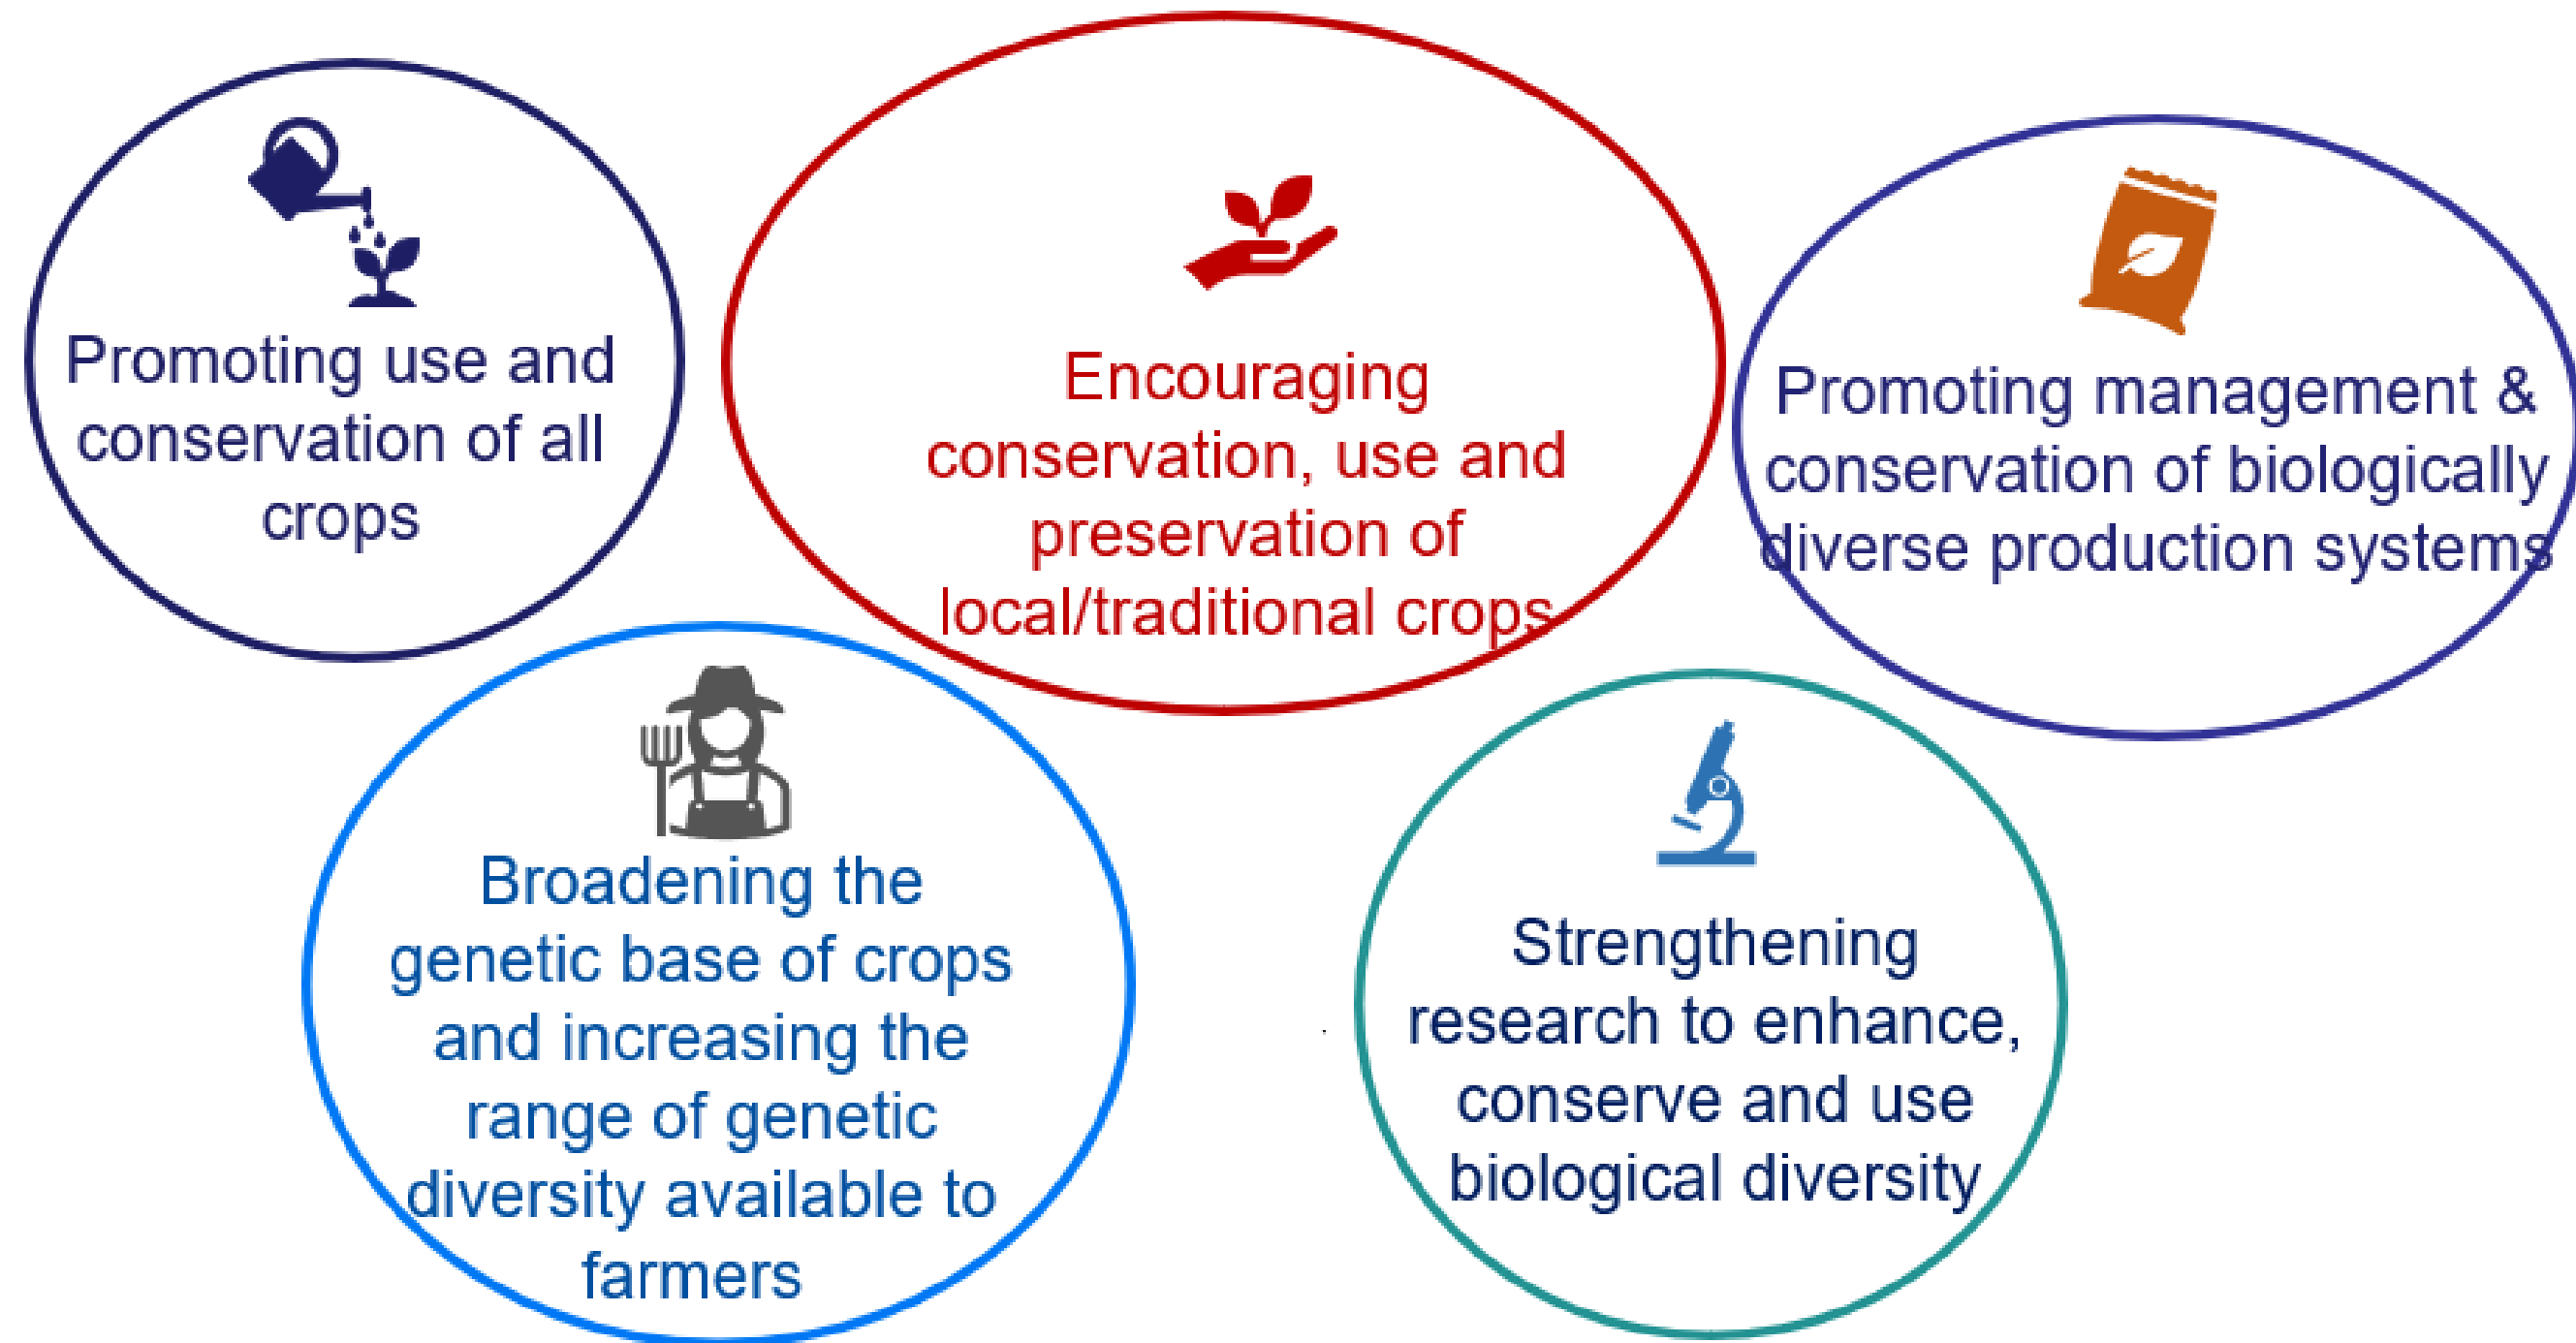 Promoting use and
conservation of all
crops
Encouraging
conservation, use and
preservation of
local/traditional crops
Promoting management &
conservation of biologically
diverse production systems
Broadening the
genetic base of crops
and increasing the
range of genetic
diversity available to
farmers
Strengthening
research to enhance,
conserve and use
biological diversity